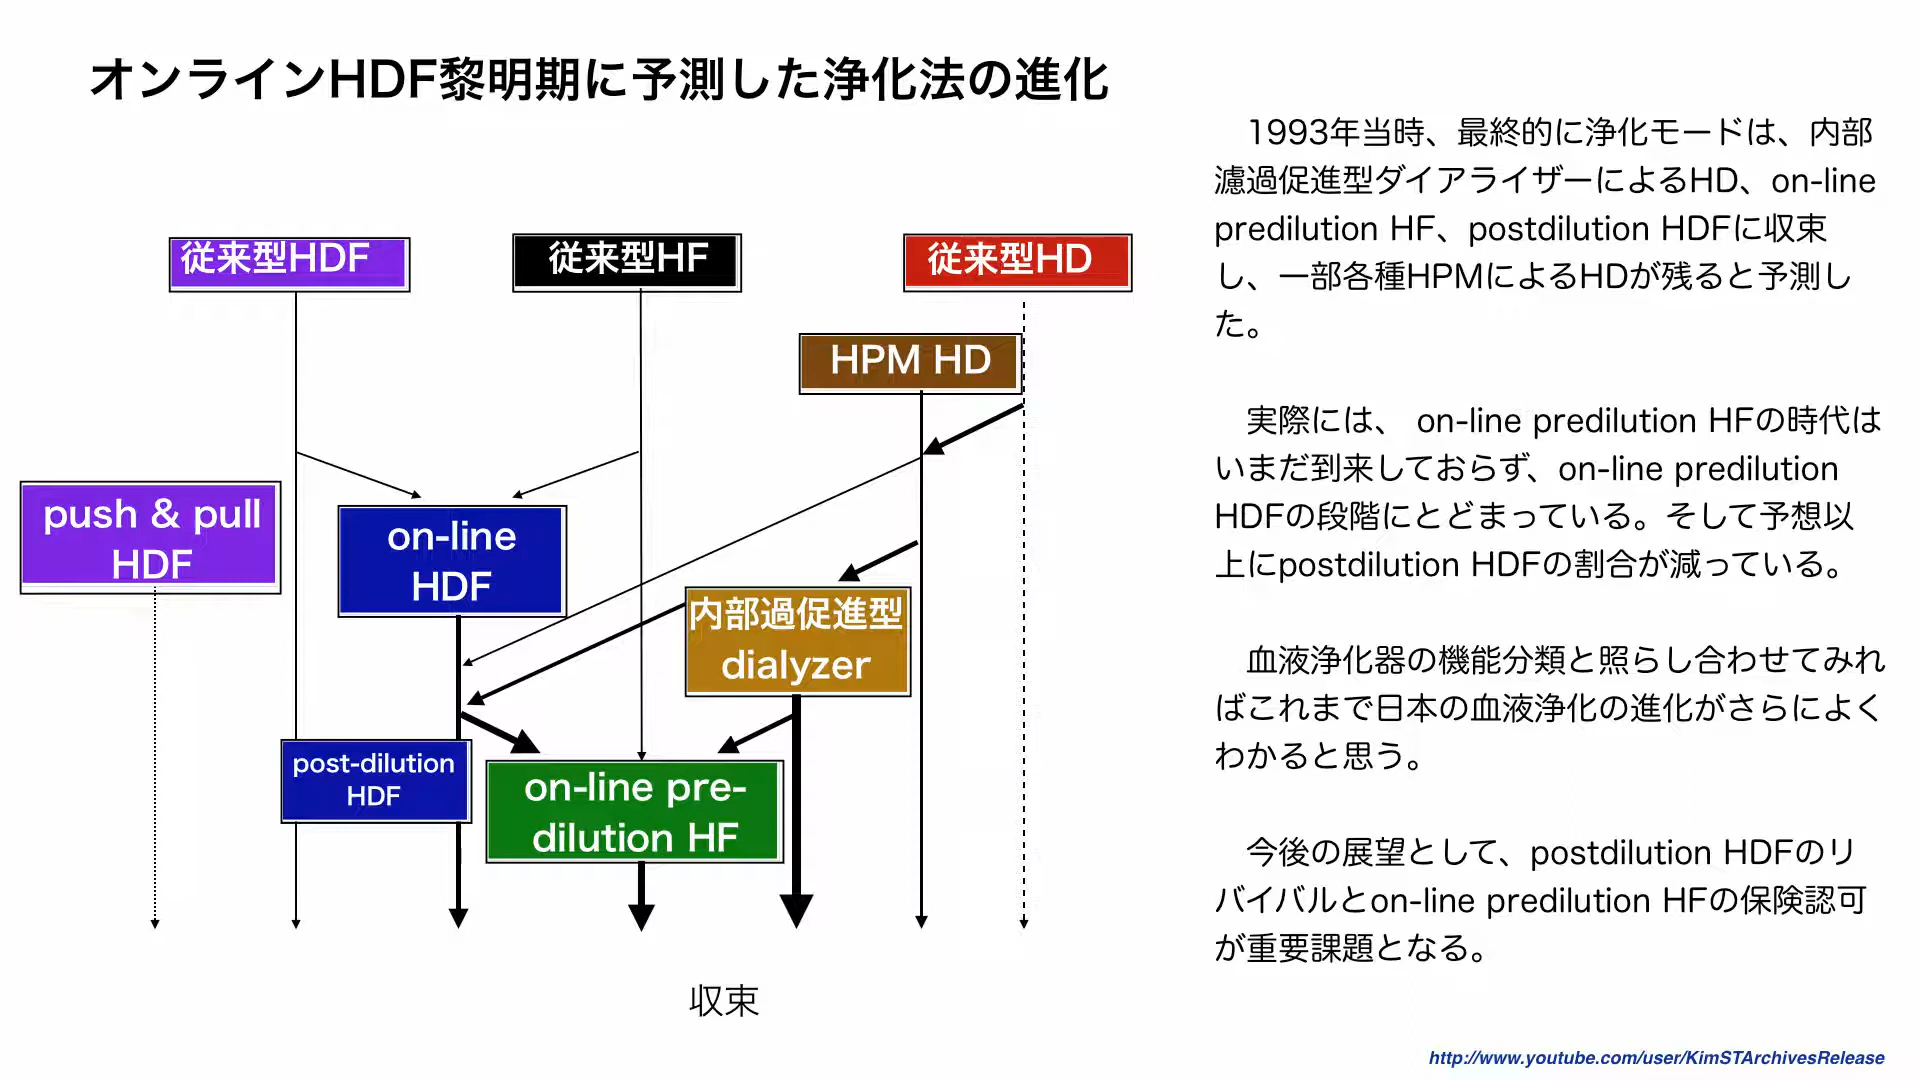 オンラインHDF黎明期に予測した浄化法の進化
従来型HDF
従来型HF
従来型HD
HPM HD
push & pull
HDF
on-line
HDF
内部過促進型
dialyzer
post-dilution
HDF
on-line pre-
dilution HF
収束
1993年当時、最終的に浄化モードは、内部
濾過促進型ダイアライザーによるHD、on-line
predilution HF、postdilution HDFに収束
し、一部各種HPMによるHDが残ると予測し
た。
実際には、 on-line predilution HFの時代は
いまだ到来しておらず、on-line predilution
HDFの段階にとどまっている。そして予想以
上にpostdilution HDFの割合が減っている。
血液浄化器の機能分類と照らし合わせてみれ
ばこれまで日本の血液浄化の進化がさらによく
わかると思う。
今後の展望として、postdilution HDFのリ
バイバルとon-line predilution HFの保険認可
が重要課題となる。
http://www.youtube.com/user/KimSTArchivesRelease